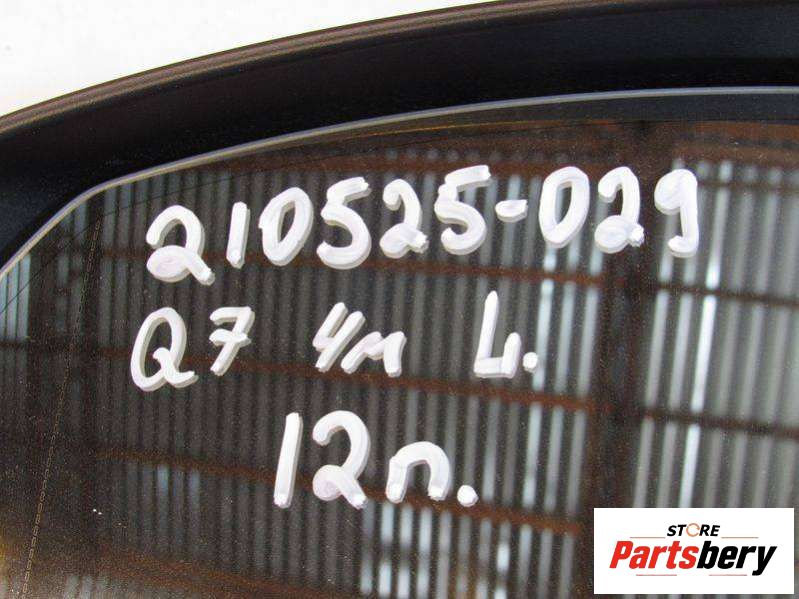 210525-029
Q7 4м L.
12п.
STORE
Partsbery